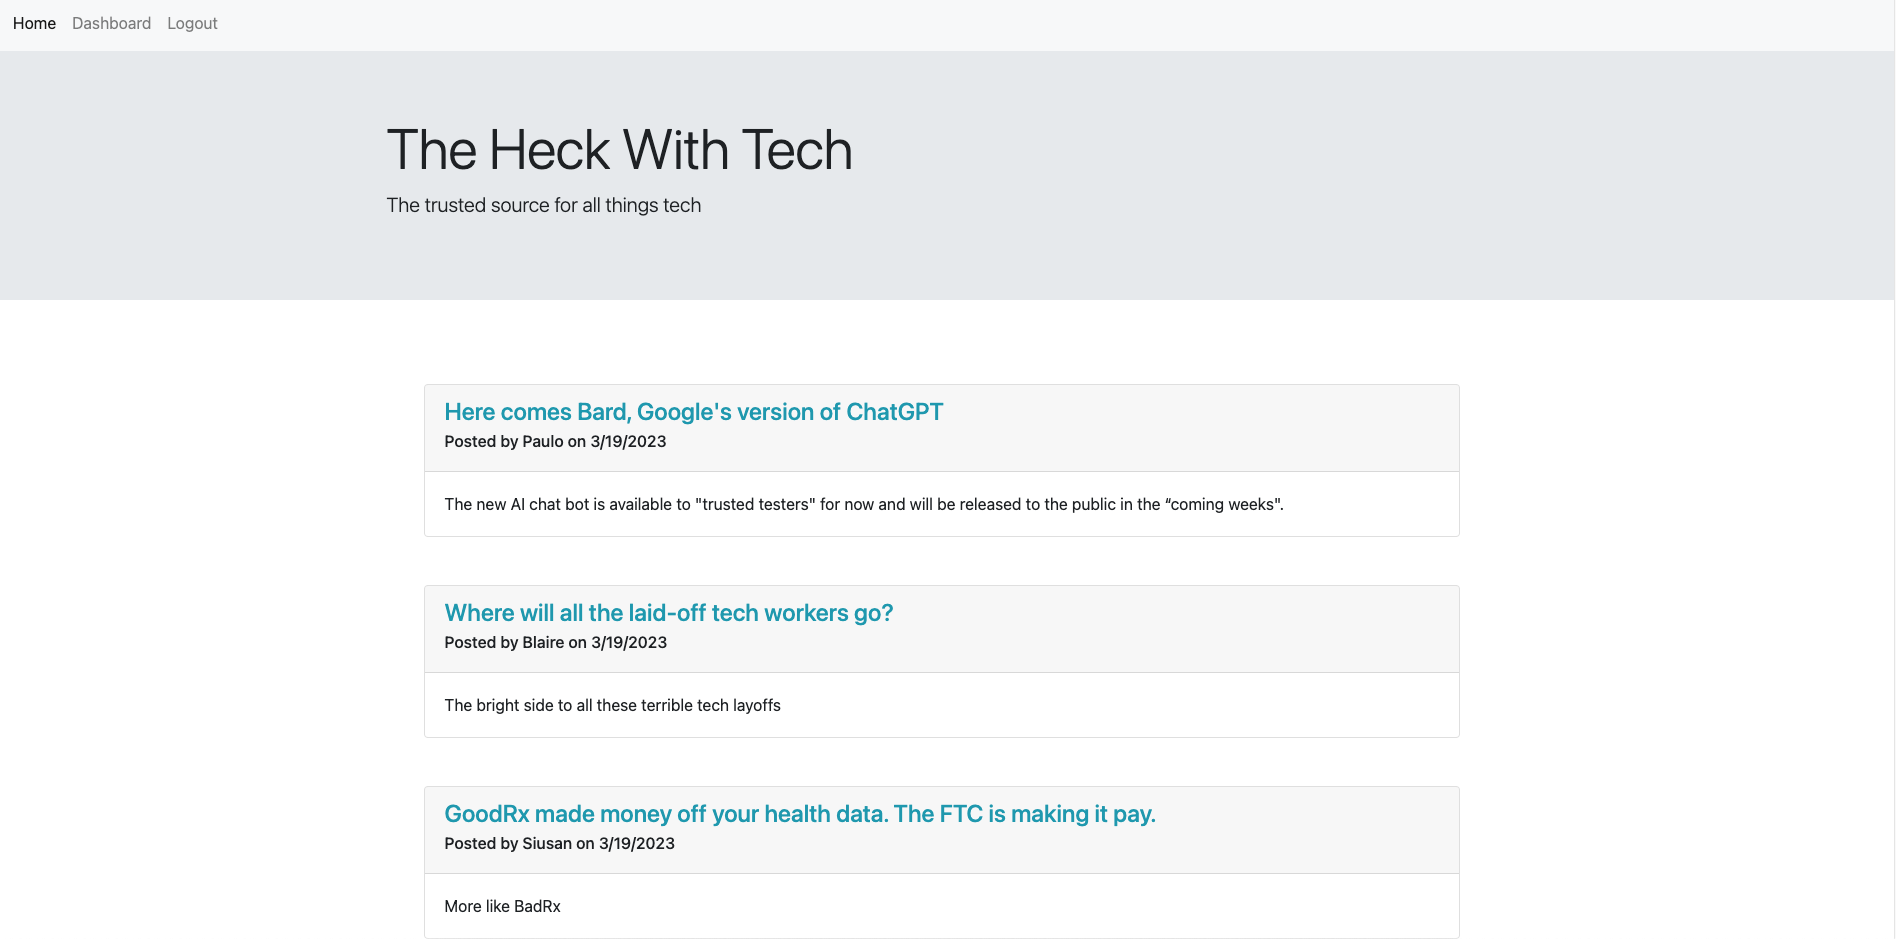 Home Dashboard Logout
The Heck With Tech
The trusted source for all things tech
Here comes Bard, Google's version of ChatGPT
Posted by Paulo on 3/19/2023
The new AI chat bot is available to "trusted testers" for now and will be released to the public in the “coming weeks".
Where will all the laid-off tech workers go?
Posted by Blaire on 3/19/2023
The bright side to all these terrible tech layoffs
GoodRx made money off your health data. The FTC is making it pay.
Posted by Siusan on 3/19/2023
More like BadRx